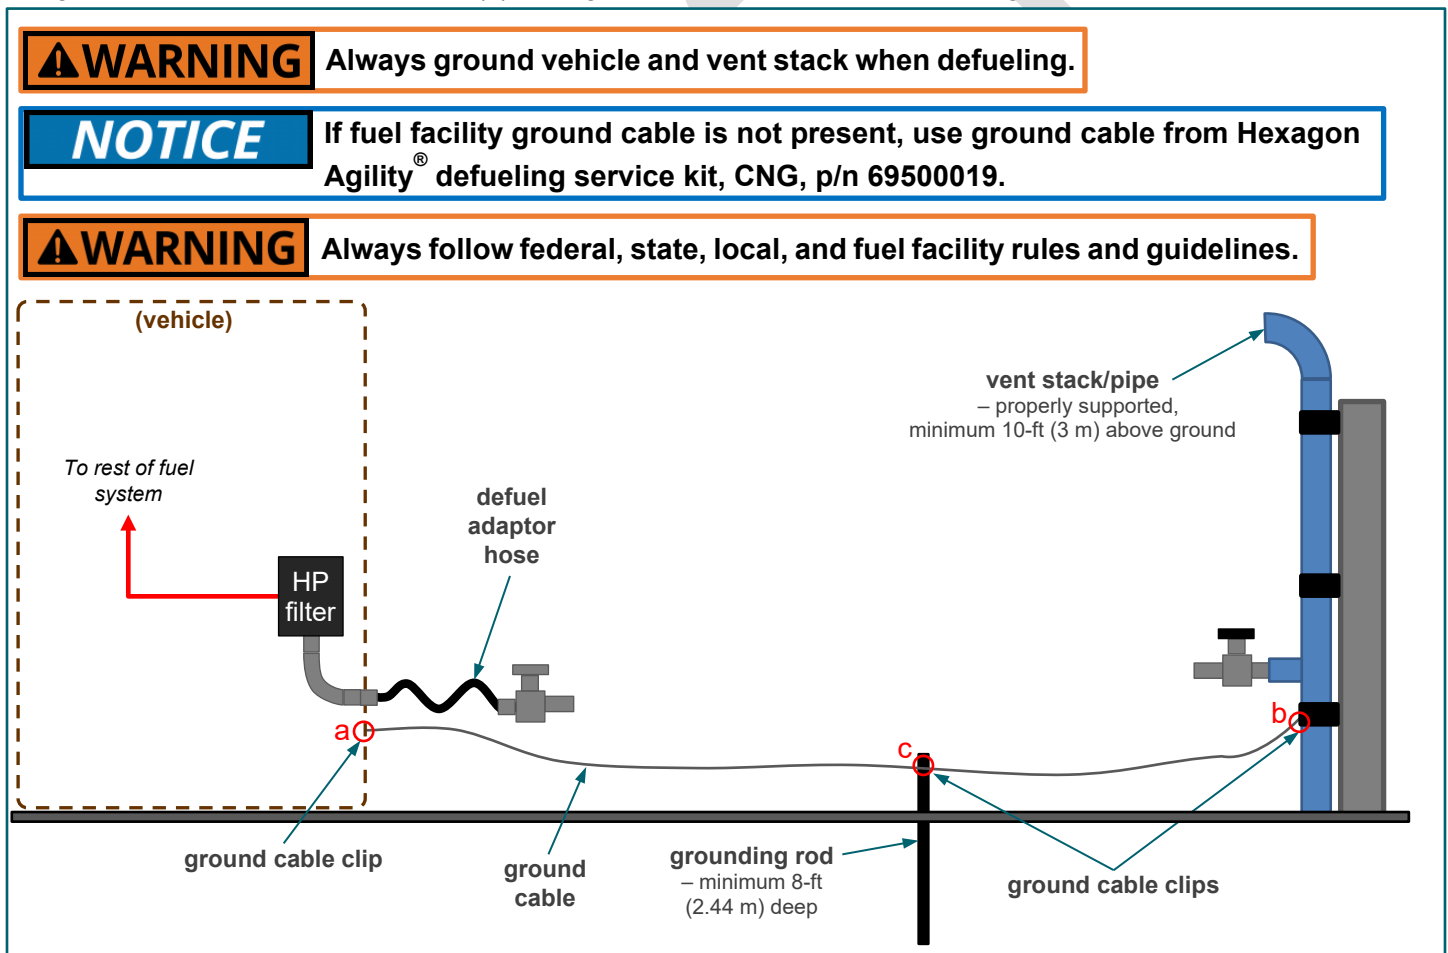 WARNING Always ground vehicle and vent stack when defueling.
NOTICE If fuel facility ground cable is not present, use ground cable from Hexagon
Agility® defueling service kit, CNG, p/n 69500019.
WARNING Always follow federal, state, local, and fuel facility rules and guidelines.
(vehicle)
vent stack/pipe
– properly supported,
minimum 10-ft (3 m) above ground
To rest of fuel
system
defuel
adaptor
hose
HP
filter
a
b
c
ground cable clip
ground
cable
grounding rod
– minimum 8-ft
(2.44 m) deep
ground cable clips